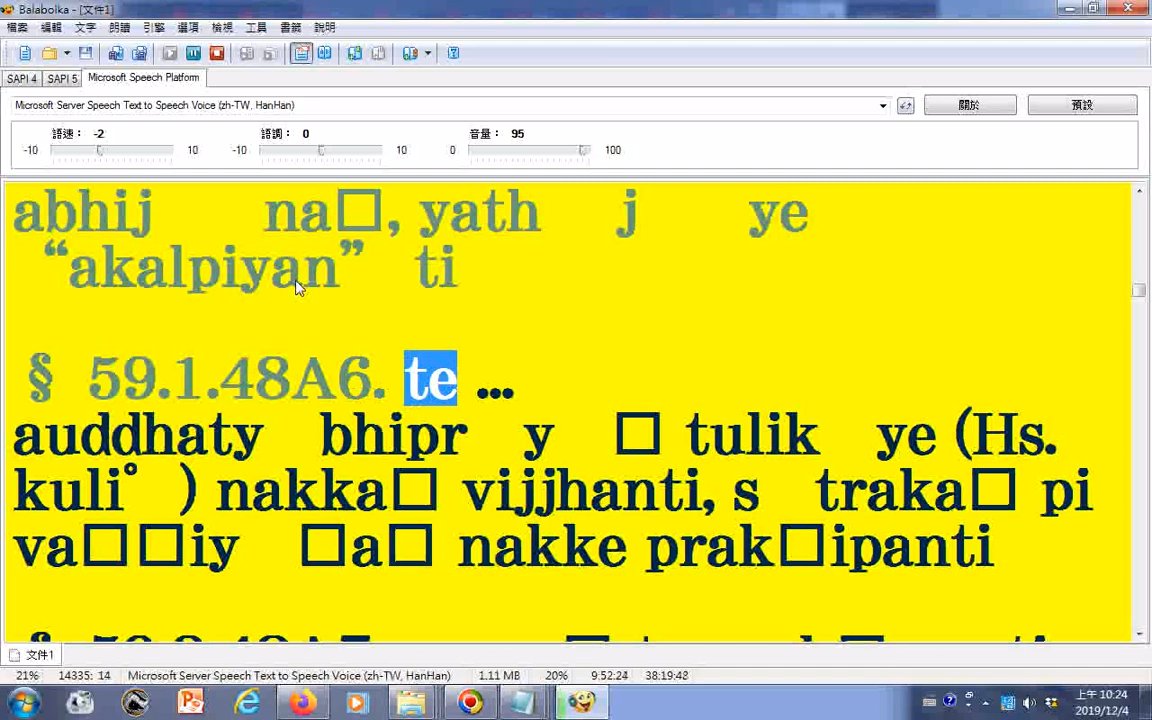 Balabolka - [文件1]
檔案 編輯 文字 朗讀 引擎 選項 檢視 工具 書籤 說明
SAPI 4 SAPI 5 Microsoft Speech Platform
Microsoft Server Speech Text to Speech Voice (zh-TW, HanHan) 關於 預設
語速： -2 語調： 0 音量： 95
-10 10 -10 10 0 100
abhij na□, yath j ye
“akalpiyan” ti
§ 59.1.48A6. te ...
auddhaty bhipr y □ tulik ye (Hs.
kuli° ) nakka□ vijjhanti, s traka□ pi
va□□iy □a□ nakke prak□ipanti
文件1
21% 14335: 14 Microsoft Server Speech Text to Speech Voice (zh-TW, HanHan) 1.11 MB 20% 9:52:24 38:19:48
上午 10:24
2019/12/4